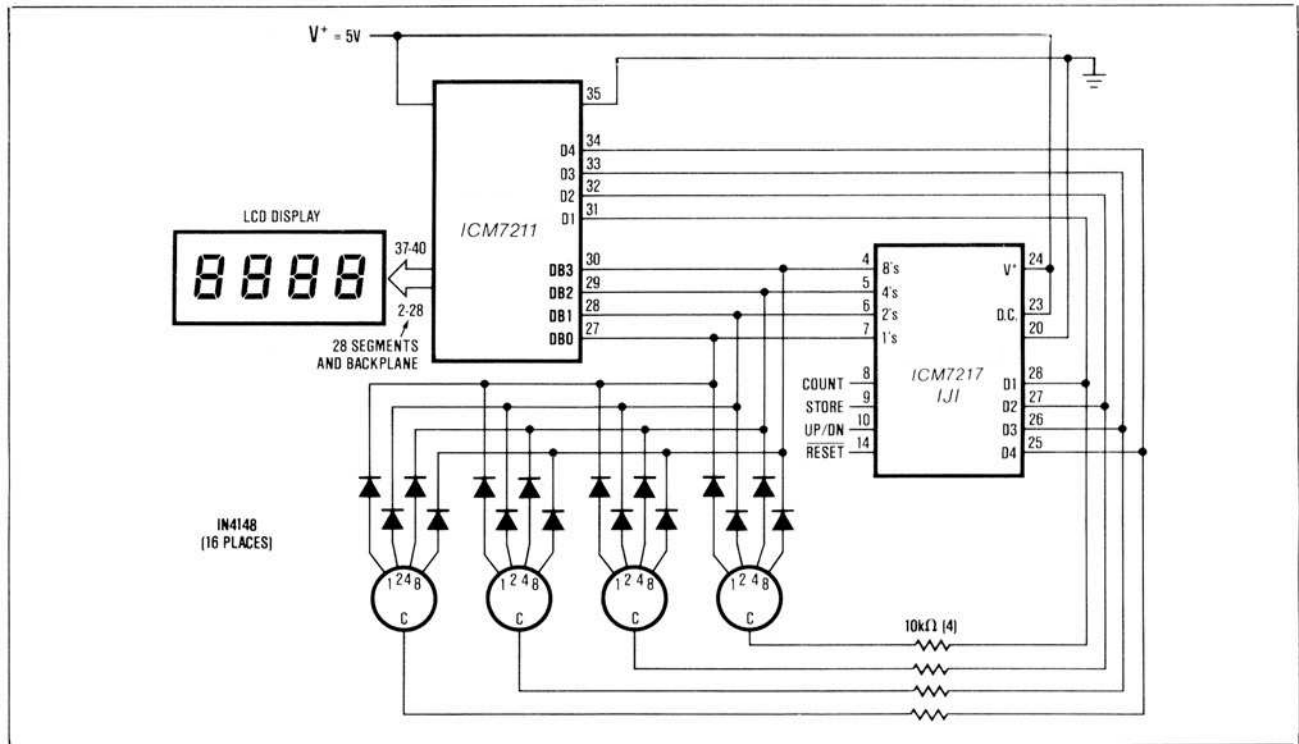 V+ = 5V
35
D4 34
D3 33
D2 32
D1 31
ICM7211
LCD DISPLAY
8888
37-40
2-28
28 SEGMENTS
AND BACKPLANE
DB3 30
DB2 29
DB1 28
DB0 27
4 8's
5 4's
6 2's
7 1's
V+ 24
D.C. 23
20
ICM7217
IJI
COUNT 8
STORE 9
UP/DN 10
RESET 14
D1 28
D2 27
D3 26
D4 25
IN4148
(16 PLACES)
1 2 4 8
C
1 2 4 8
C
1 2 4 8
C
1 2 4 8
C
10kΩ (4)